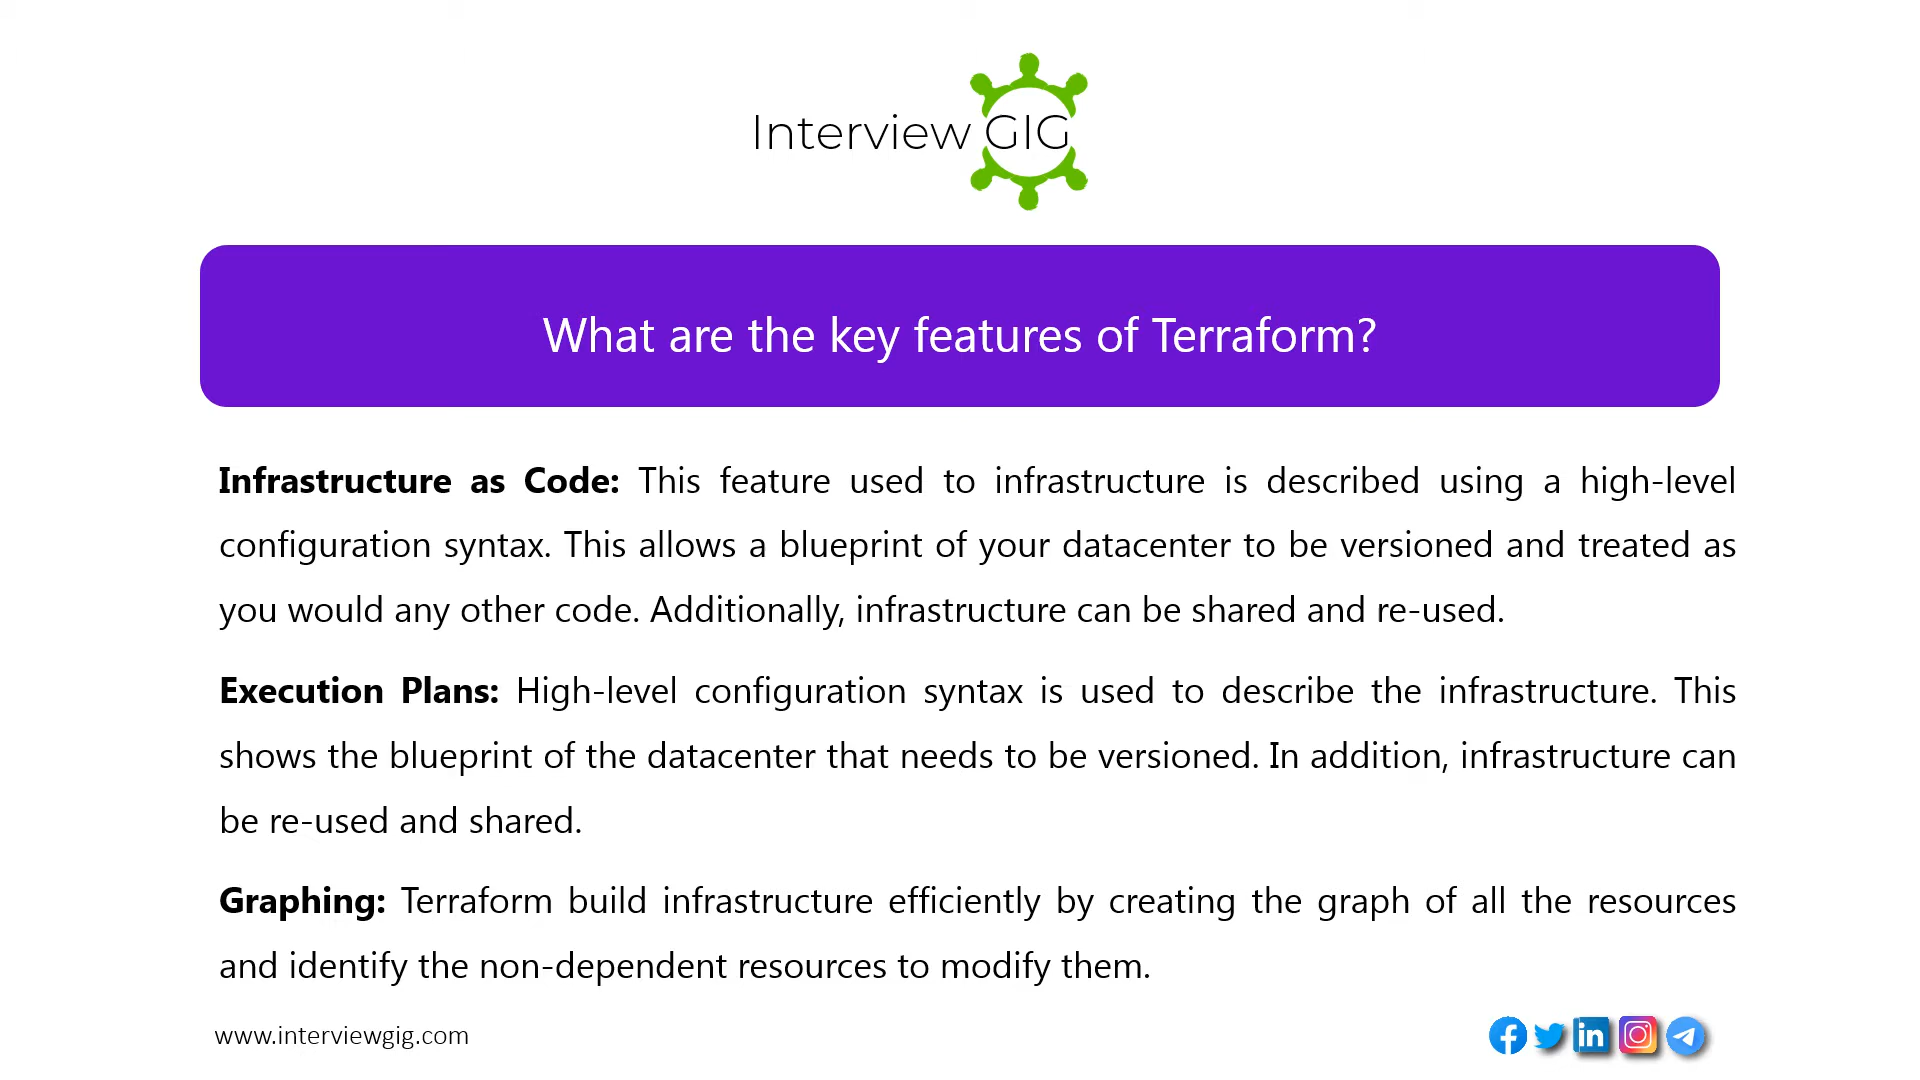 Interview GIG
What are the key features of Terraform?
Infrastructure as Code: This feature used to infrastructure is described using a high-level
configuration syntax. This allows a blueprint of your datacenter to be versioned and treated as
you would any other code. Additionally, infrastructure can be shared and re-used.
Execution Plans: High-level configuration syntax is used to describe the infrastructure. This
shows the blueprint of the datacenter that needs to be versioned. In addition, infrastructure can
be re-used and shared.
Graphing: Terraform build infrastructure efficiently by creating the graph of all the resources
and identify the non-dependent resources to modify them.
www.interviewgig.com